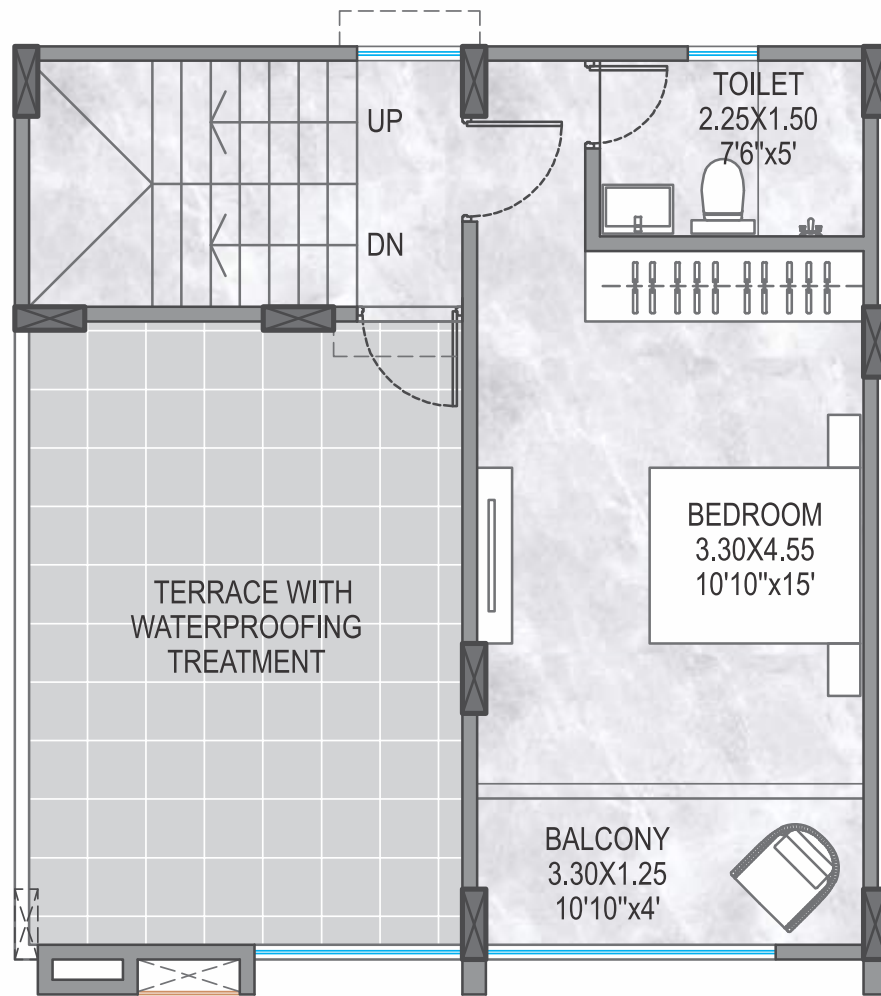 UP
DN
TOILET
2.25X1.50
7'6"x5'
BEDROOM
3.30X4.55
10'10"x15'
TERRACE WITH
WATERPROOFING
TREATMENT
BALCONY
3.30X1.25
10'10"x4'